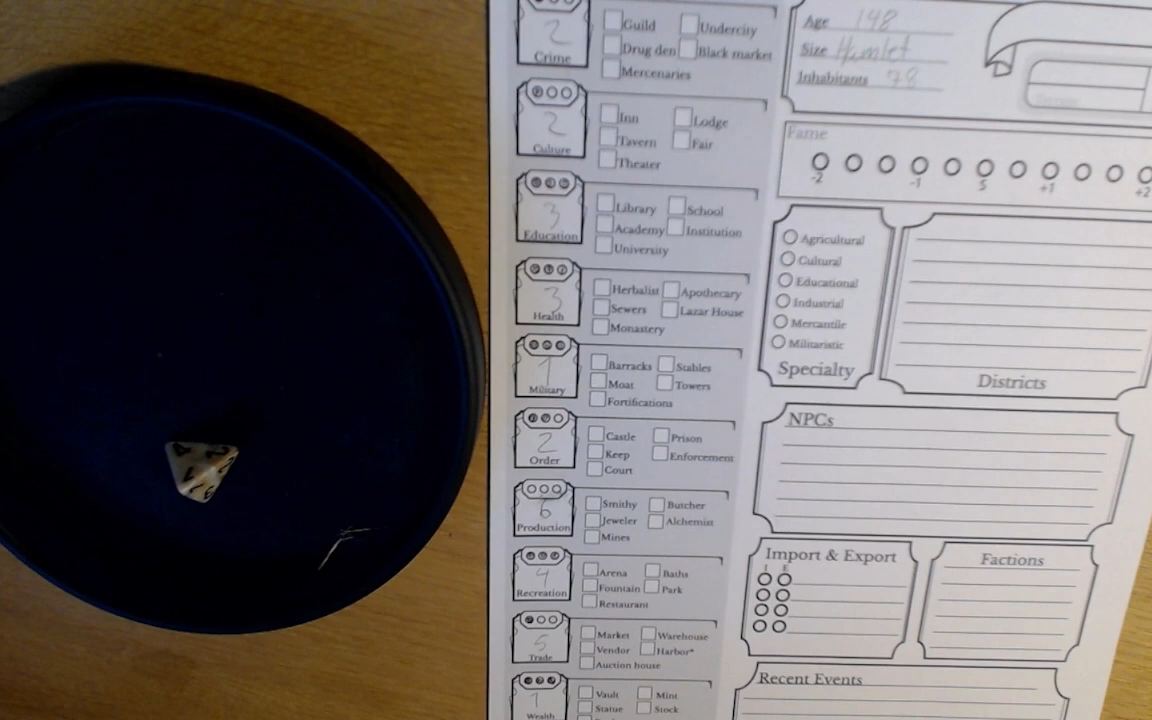 2
Crime
Guild Undercity
Drug den Black market
Mercenaries
2
Culture
Inn Lodge
Tavern Fair
Theater
3
Education
Library School
Academy Institution
University
3
Health
Herbalist Apothecary
Sewers Lazar House
Monastery
1
Military
Barracks Stables
Moat Towers
Fortifications
2
Order
Castle Prison
Keep Enforcement
Court
6
Production
Smithy Butcher
Jeweler Alchemist
Mines
4
Recreation
Arena Baths
Fountain Park
Restaurant
5
Trade
Market Warehouse
Vendor Harbor*
Auction house
1
Wealth
Vault Mint
Statue Stock
Age 148
Size Hamlet
Inhabitants 78
Fame
-2 -1 S +1 +2
Agricultural
Cultural
Educational
Industrial
Mercantile
Militaristic
Specialty
Districts
NPCs
Import & Export
I E
Factions
Recent Events